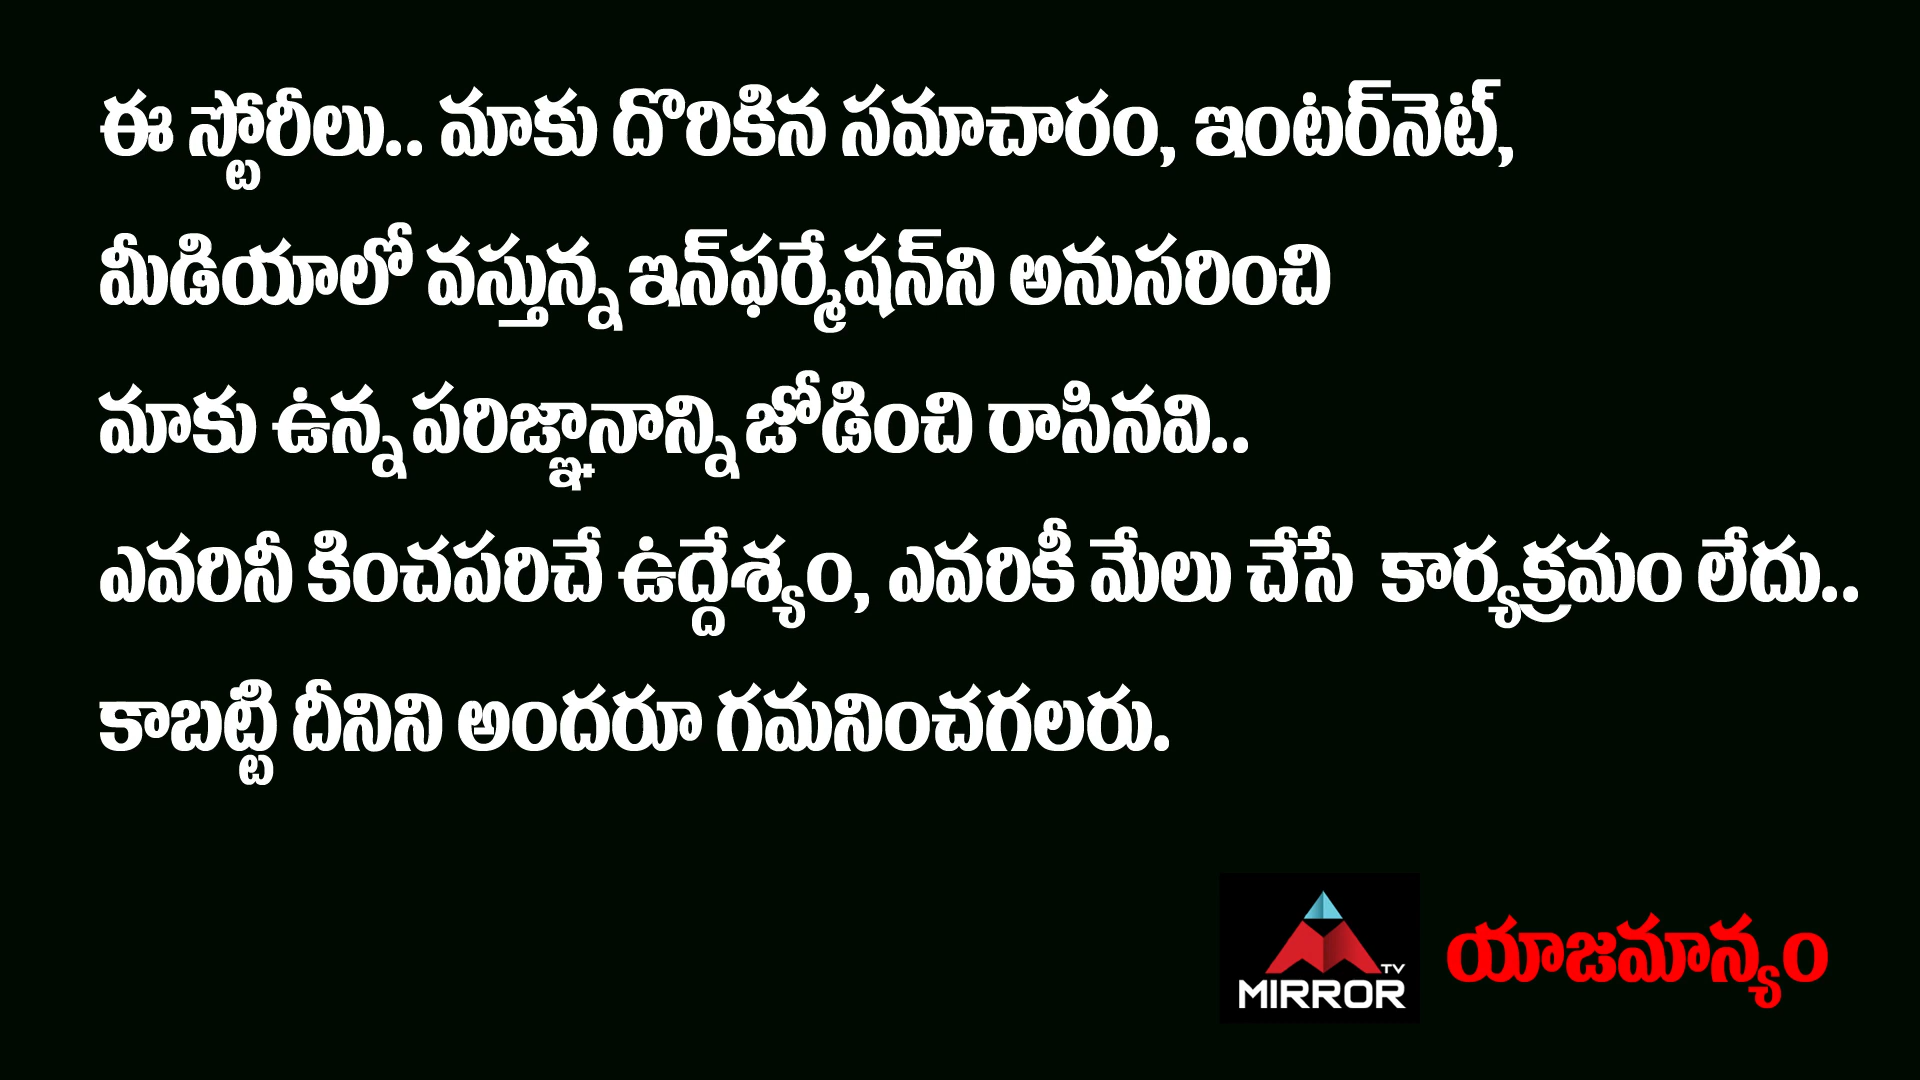 ఈ స్టోరీలు.. మాకు దొరికిన సమాచారం, ఇంటర్‌నెట్,
మీడియాలో వస్తున్న ఇన్‌ఫర్మేషన్‌ని అనుసరించి
మాకు ఉన్న పరిజ్ఞానాన్ని జోడించి రాసినవి..
ఎవరినీ కించపరిచే ఉద్దేశ్యం, ఎవరికీ మేలు చేసే కార్యక్రమం లేదు..
కాబట్టి దీనిని అందరూ గమనించగలరు.
TV
MIRROR
యాజమాన్యం